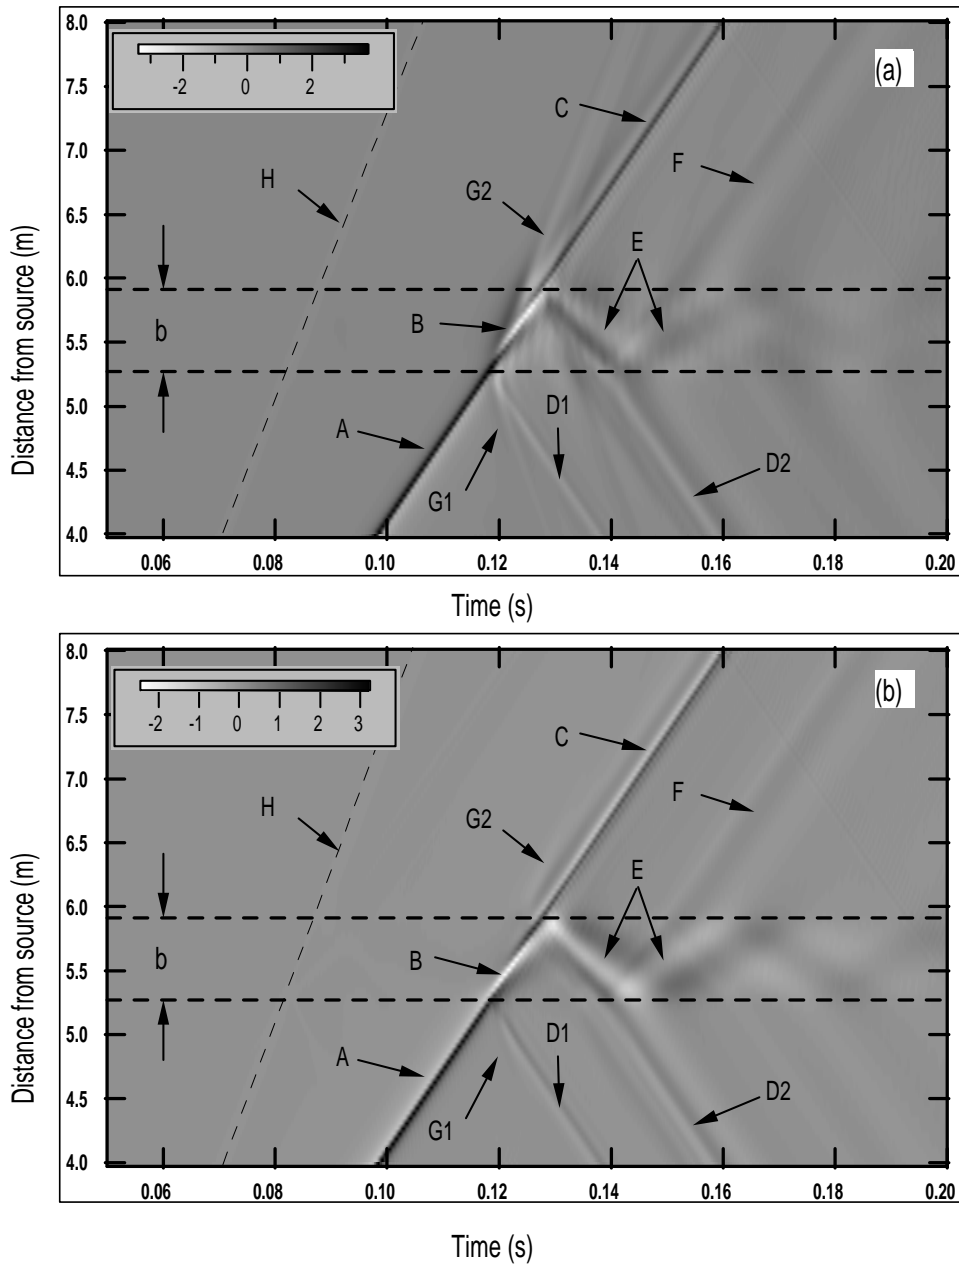 8.0
(a)
-2 0 2
7.5
C
7.0
F
H
G2
6.5
E
6.0
B
b
5.5
5.0
D1
A
D2
4.5
G1
4.0
0.06 0.08 0.10 0.12 0.14 0.16 0.18 0.20
Distance from source (m)
Time (s)
8.0
(b)
-2 -1 0 1 2 3
7.5
C
7.0
F
H
G2
6.5
E
6.0
B
b
5.5
5.0
D1
A
D2
4.5
G1
4.0
0.06 0.08 0.10 0.12 0.14 0.16 0.18 0.20
Distance from source (m)
Time (s)